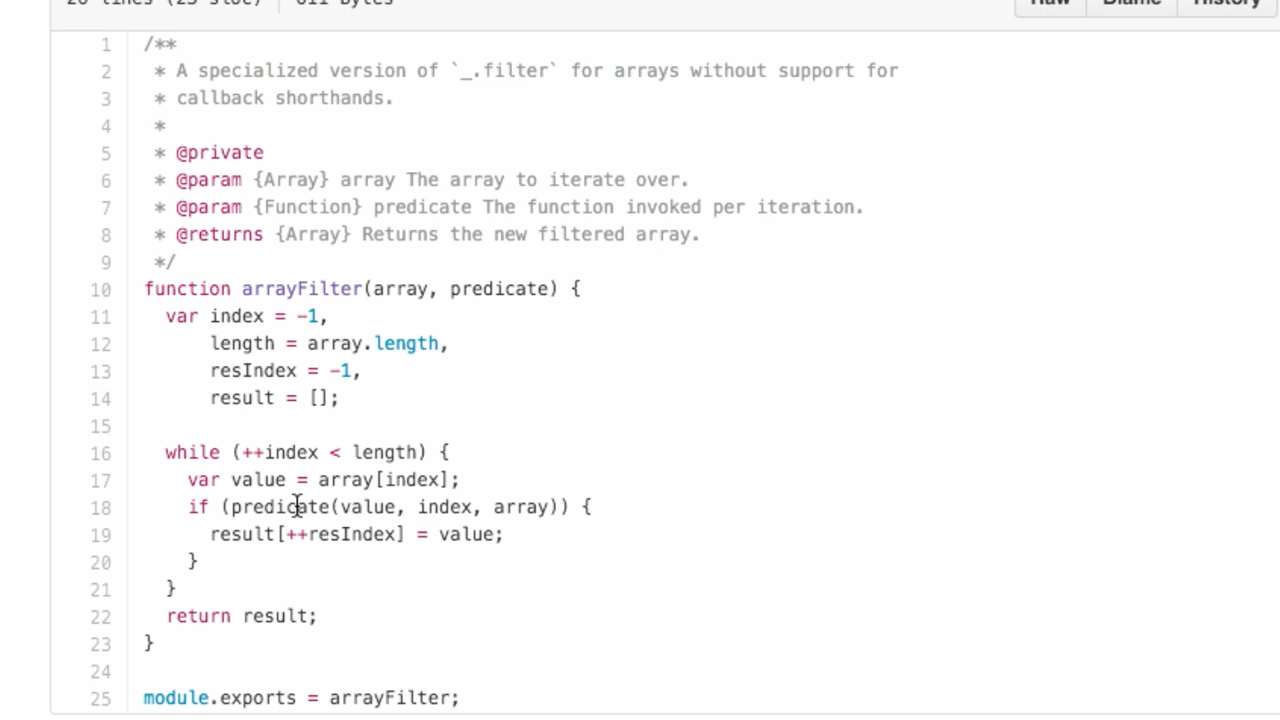 Raw Blame History
1 /**
2  * A specialized version of `_.filter` for arrays without support for
3  * callback shorthands.
4  *
5  * @private
6  * @param {Array} array The array to iterate over.
7  * @param {Function} predicate The function invoked per iteration.
8  * @returns {Array} Returns the new filtered array.
9  */
10 function arrayFilter(array, predicate) {
11   var index = -1,
12       length = array.length,
13       resIndex = -1,
14       result = [];
15
16   while (++index < length) {
17     var value = array[index];
18     if (predicate(value, index, array)) {
19       result[++resIndex] = value;
20     }
21   }
22   return result;
23 }
24
25 module.exports = arrayFilter;